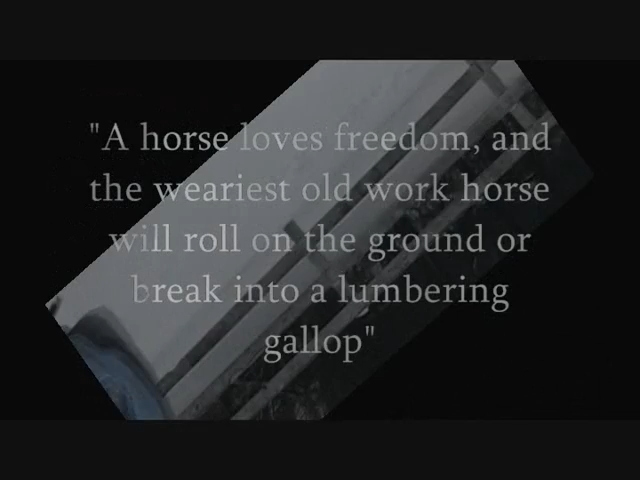 "A horse loves freedom, and
the weariest old work horse
will roll on the ground or
break into a lumbering
gallop"